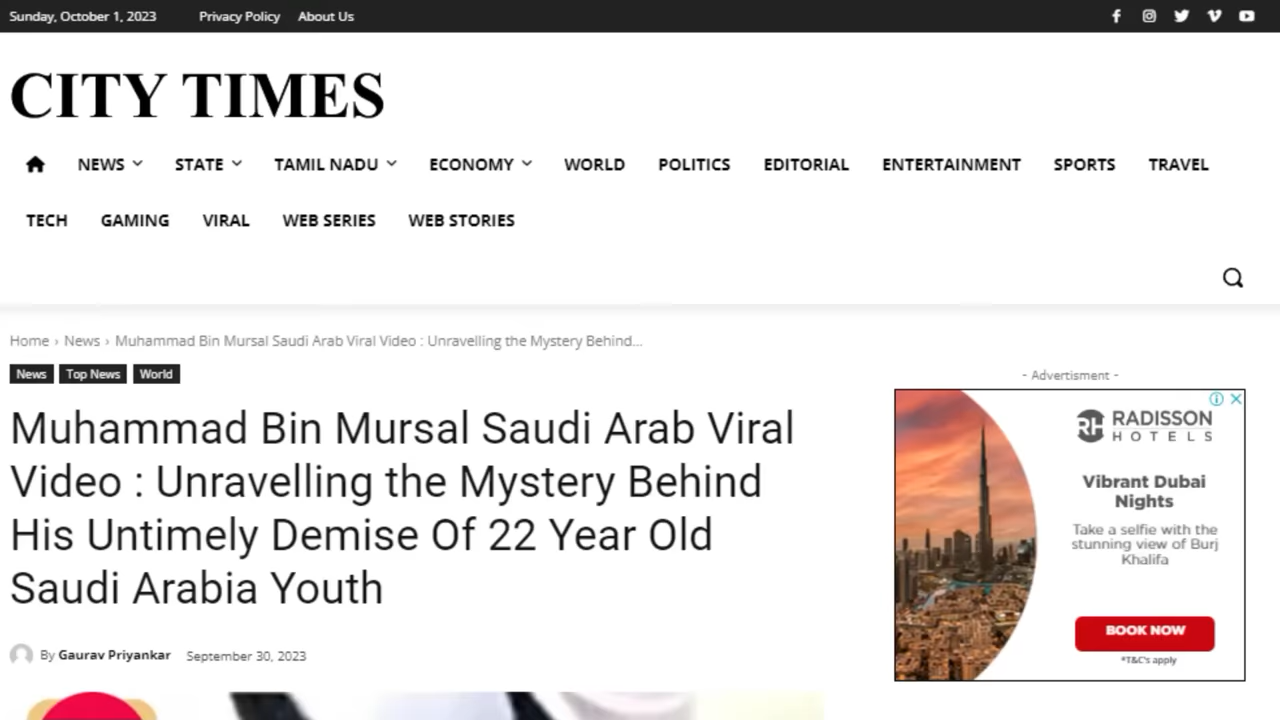 Sunday, October 1, 2023 Privacy Policy About Us
CITY TIMES
NEWS STATE TAMIL NADU ECONOMY WORLD POLITICS EDITORIAL ENTERTAINMENT SPORTS TRAVEL
TECH GAMING VIRAL WEB SERIES WEB STORIES
Home › News › Muhammad Bin Mursal Saudi Arab Viral Video : Unravelling the Mystery Behind...
News Top News World
Muhammad Bin Mursal Saudi Arab Viral
Video : Unravelling the Mystery Behind
His Untimely Demise Of 22 Year Old
Saudi Arabia Youth
By Gaurav Priyankar September 30, 2023
- Advertisment -
RH RADISSON
HOTELS
Vibrant Dubai
Nights
Take a selfie with the
stunning view of Burj
Khalifa
BOOK NOW
*T&C's apply